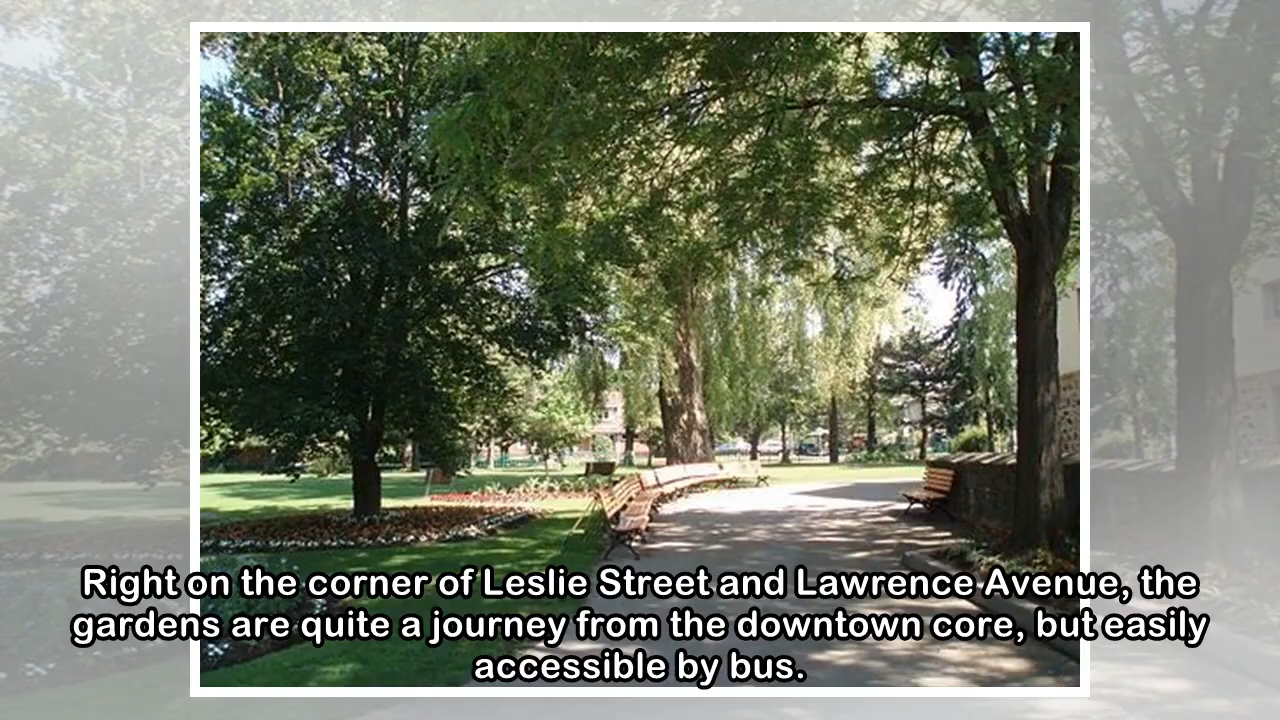 Right on the corner of Leslie Street and Lawrence Avenue, the
gardens are quite a journey from the downtown core, but easily
accessible by bus.